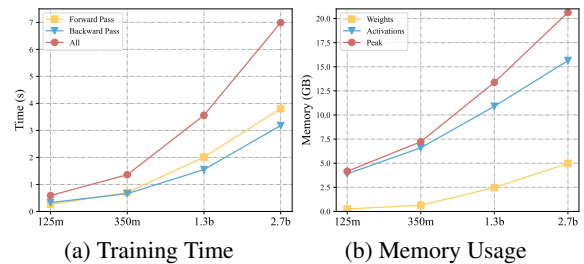 Forward Pass
Backward Pass
All
Time (s)
7
6
5
4
3
2
1
0
125m 350m 1.3b 2.7b
(a) Training Time
Weights
Activations
Peak
Memory (GB)
20.0
17.5
15.0
12.5
10.0
7.5
5.0
2.5
0.0
125m 350m 1.3b 2.7b
(b) Memory Usage